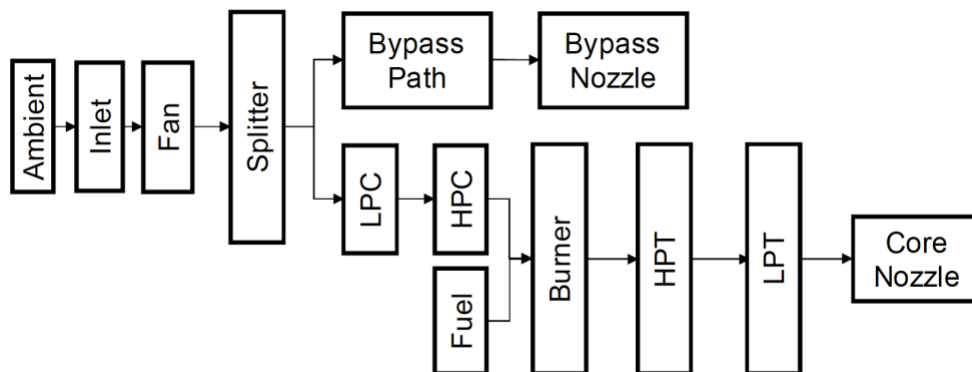 Ambient
Inlet
Fan
Splitter
Bypass
Path
Bypass
Nozzle
LPC
HPC
Fuel
Burner
HPT
LPT
Core
Nozzle